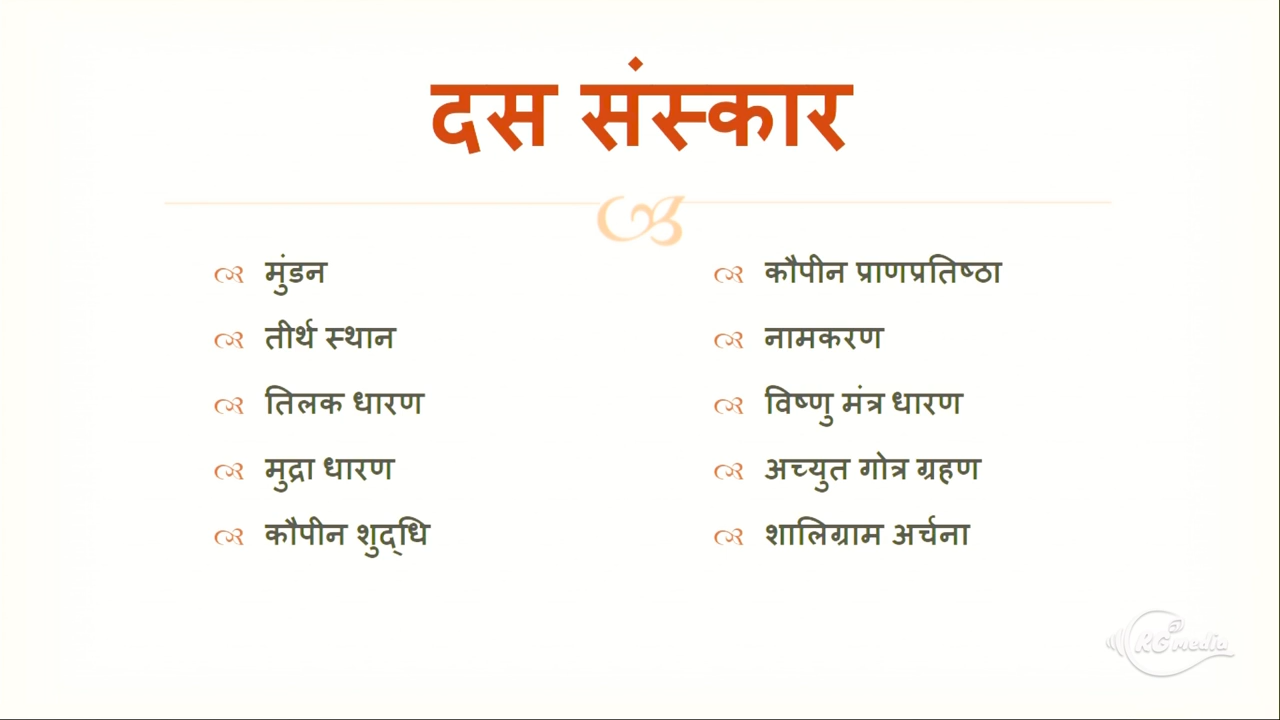 दस संस्कार
मुंडन
तीर्थ स्थान
तिलक धारण
मुद्रा धारण
कौपीन शुद्‌धि
कौपीन प्राणप्रतिष्ठा
नामकरण
विष्णु मंत्र धारण
अच्युत गोत्र ग्रहण
शालिग्राम अर्चना
RG media